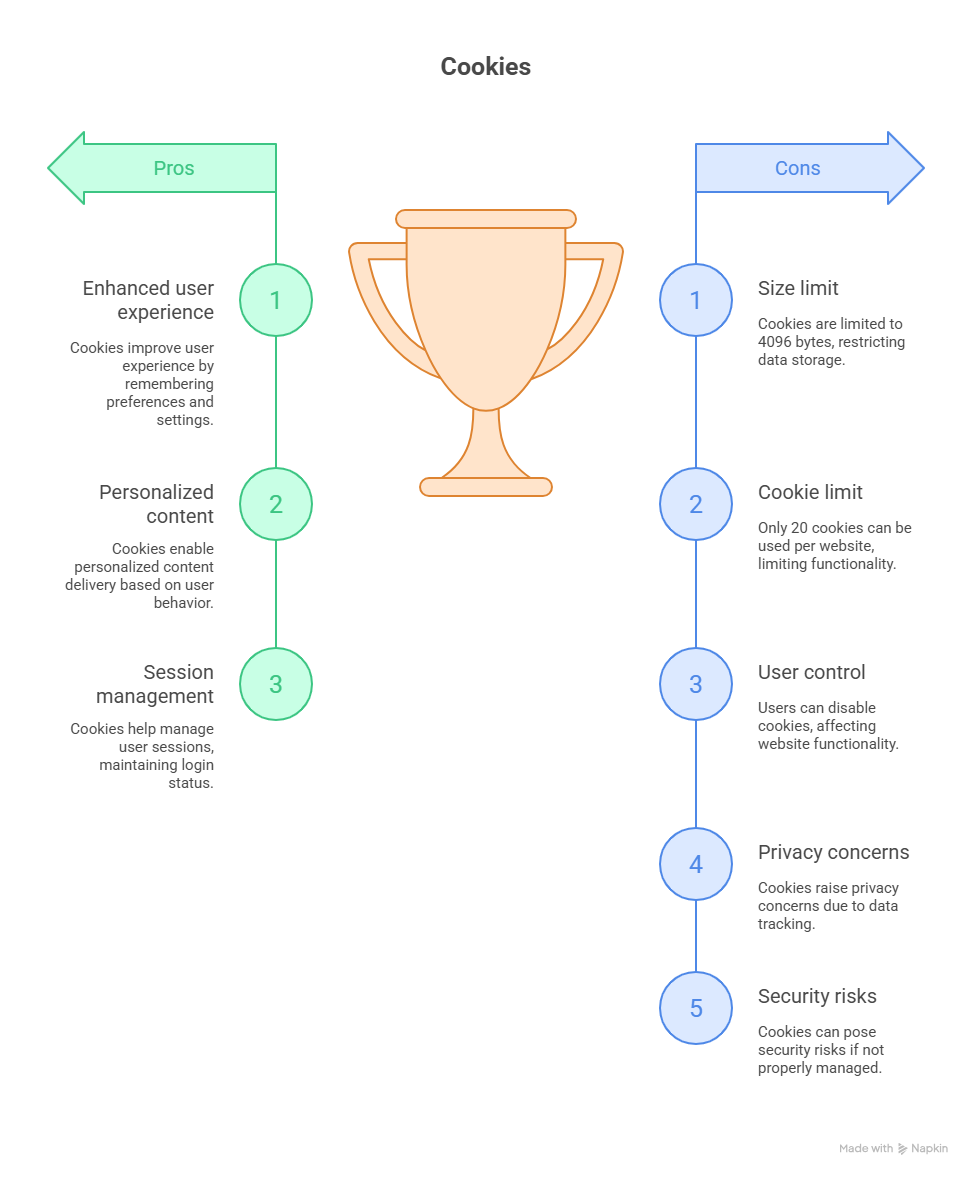 Cookies
Pros
1
Enhanced user
experience
Cookies improve user
experience by
remembering
preferences and
settings.
2
Personalized
content
Cookies enable
personalized content
delivery based on user
behavior.
3
Session
management
Cookies help manage
user sessions,
maintaining login
status.
Cons
1
Size limit
Cookies are limited to
4096 bytes, restricting
data storage.
2
Cookie limit
Only 20 cookies can be
used per website,
limiting functionality.
3
User control
Users can disable
cookies, affecting
website functionality.
4
Privacy concerns
Cookies raise privacy
concerns due to data
tracking.
5
Security risks
Cookies can pose
security risks if not
properly managed.
Made with Napkin